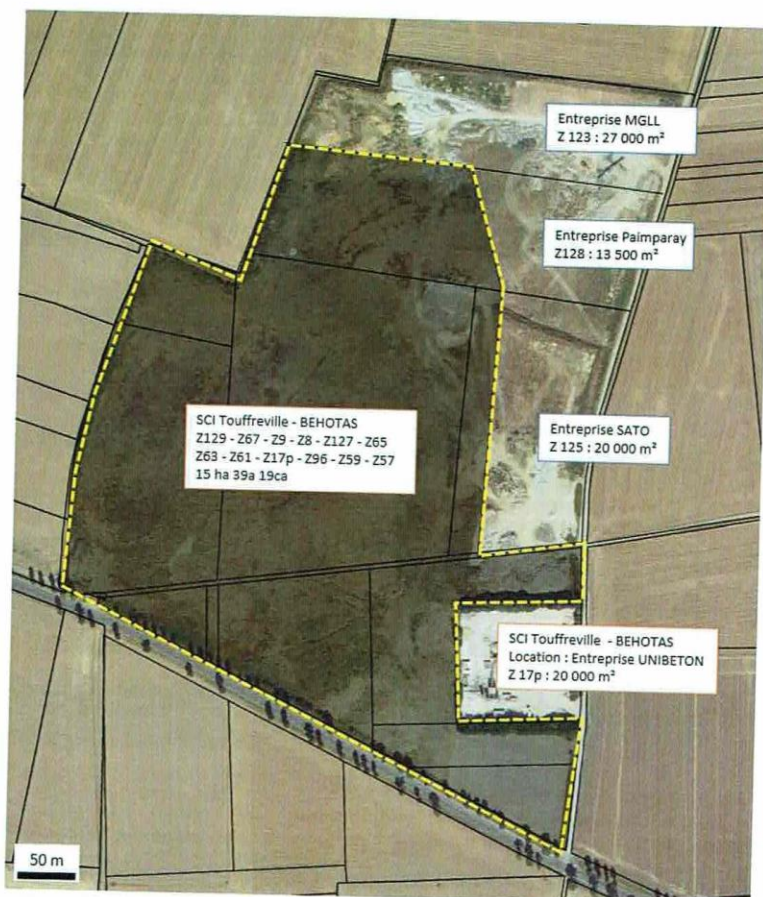 Entreprise MGLL
Z 123 : 27 000 m²
Entreprise Paimparay
Z128 : 13 500 m²
SCI Touffreville - BEHOTAS
Z129 - Z67 - Z9 - Z8 - Z127 - Z65
Z63 - Z61 - Z17p - Z96 - Z59 - Z57
15 ha 39a 19ca
Entreprise SATO
Z 125 : 20 000 m²
SCI Touffreville - BEHOTAS
Location : Entreprise UNIBETON
Z 17p : 20 000 m²
50 m